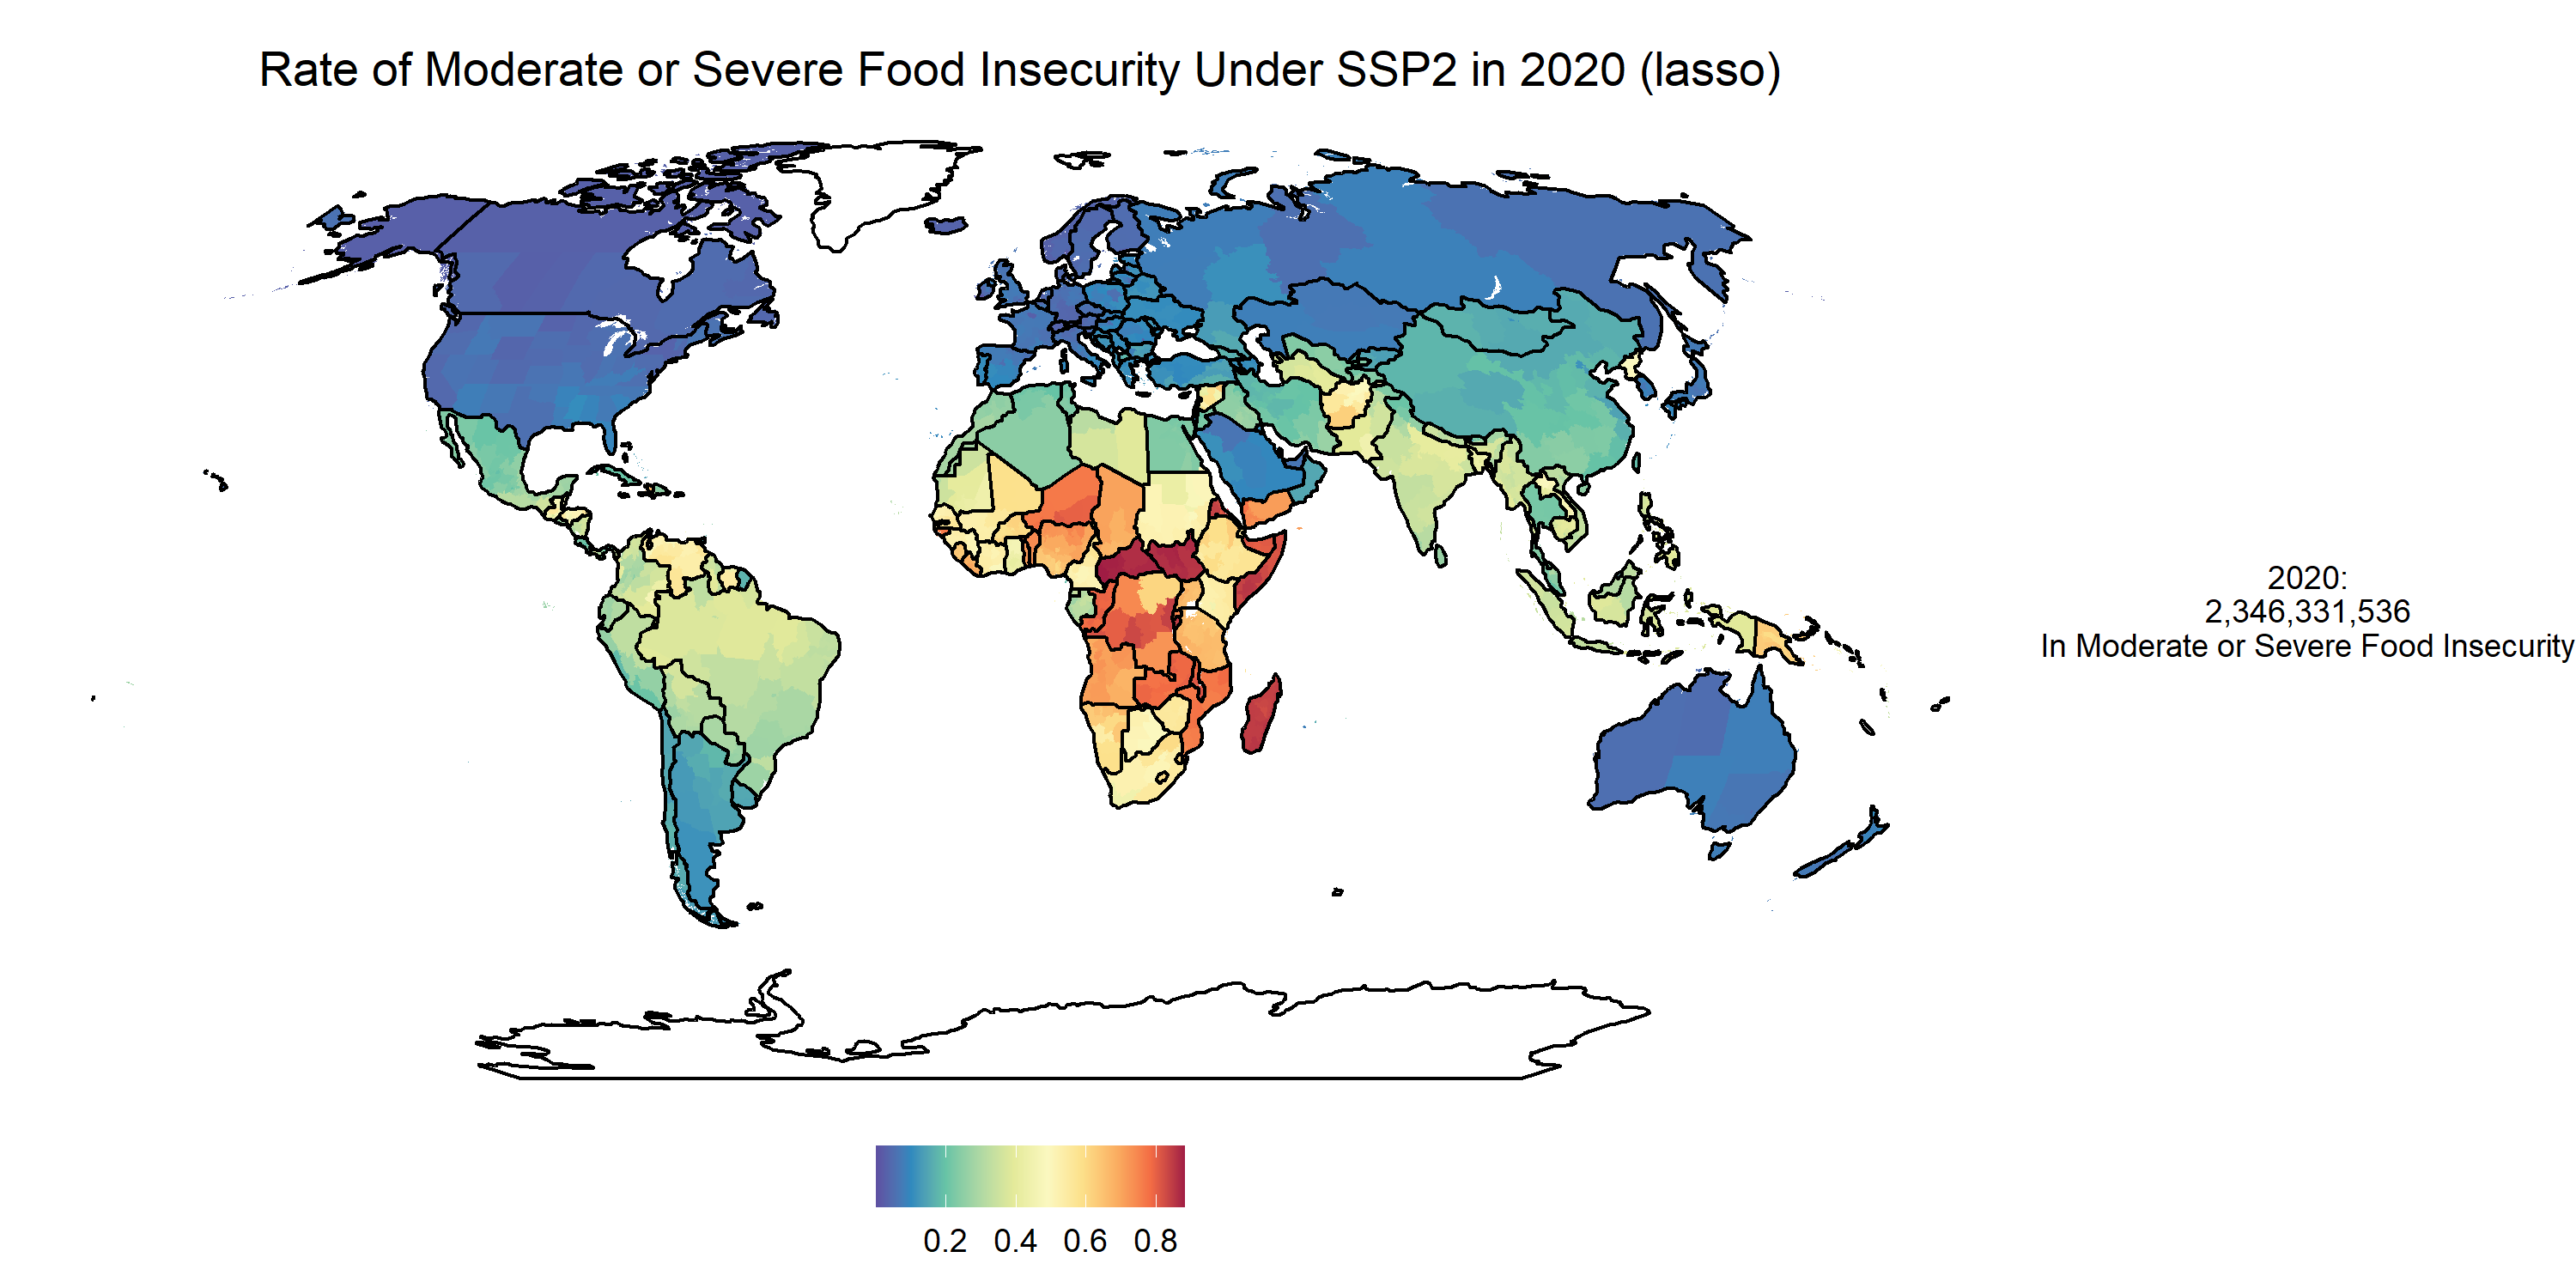 Rate of Moderate or Severe Food Insecurity Under SSP2 in 2020 (lasso)
2020:
2,346,331,536
In Moderate or Severe Food Insecurity
0.2 0.4 0.6 0.8